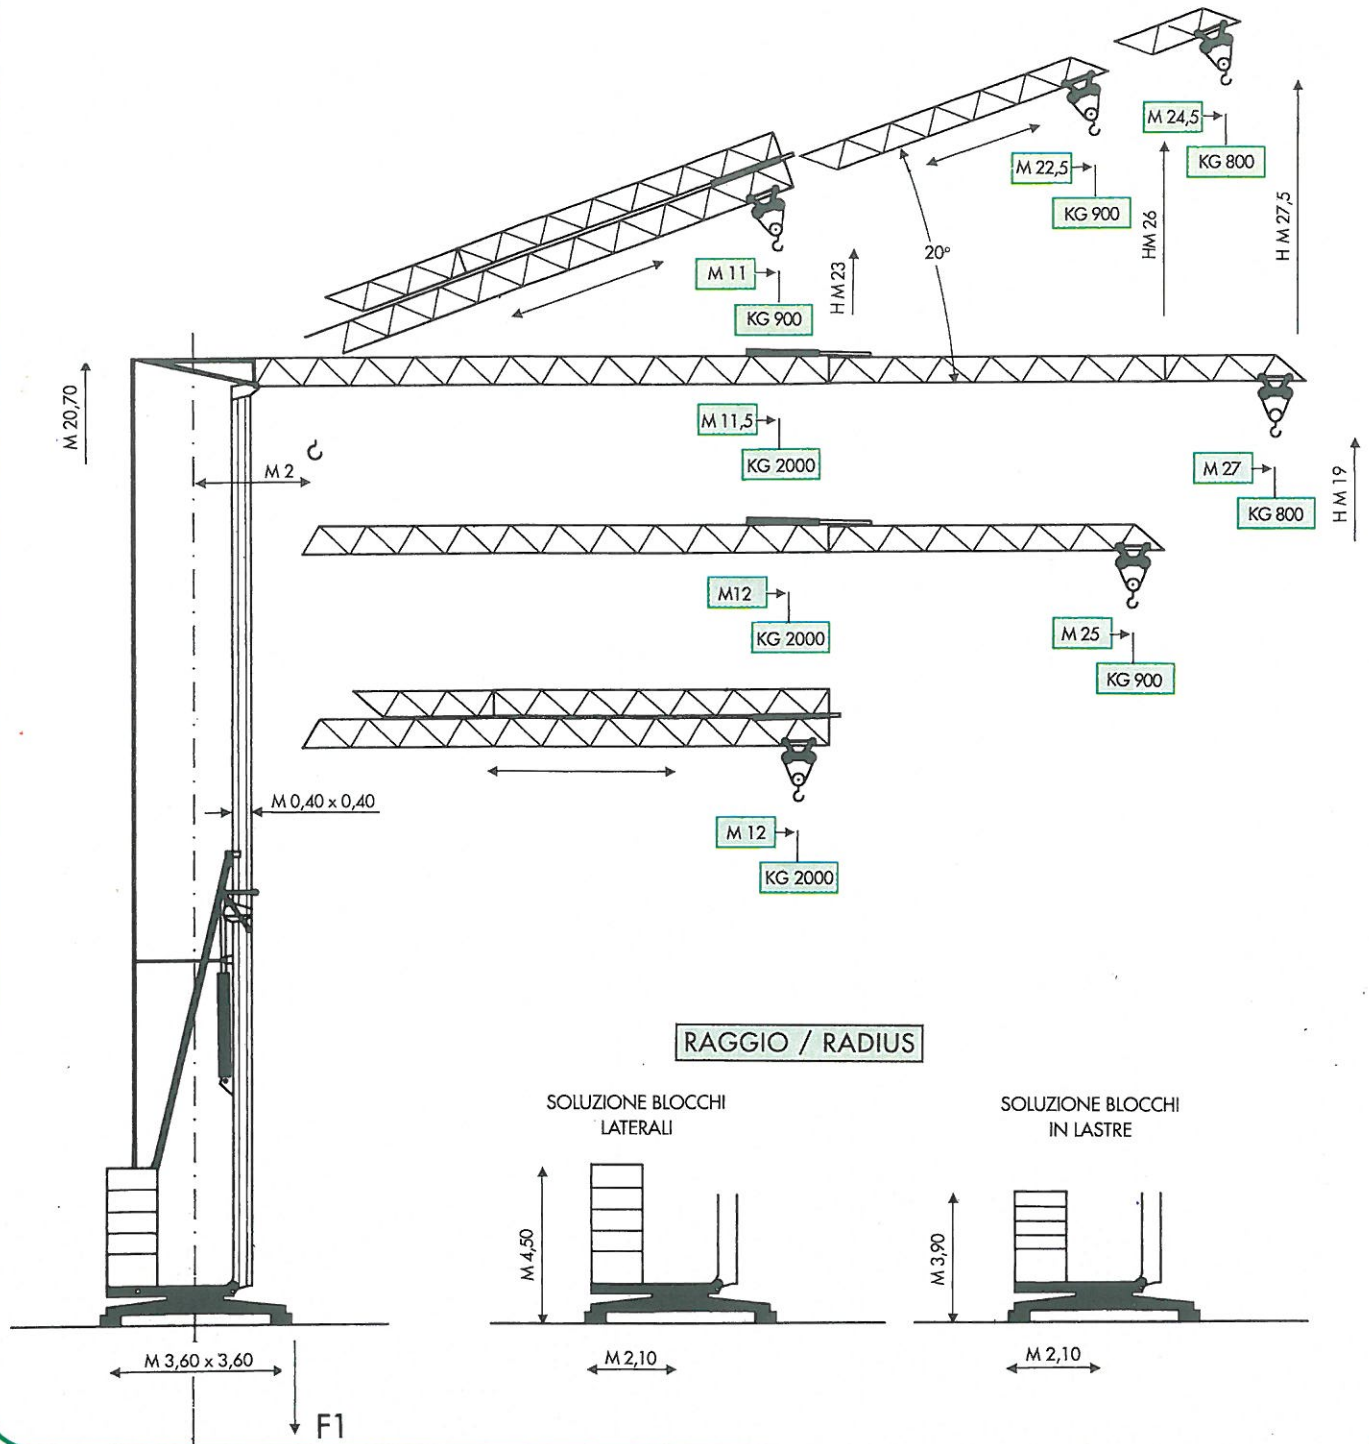 M 24,5
KG 800
M 22,5
KG 900
HM 26
H M 27,5
20°
M 11
KG 900
H M 23
M 20,70
M 2
M 11,5
KG 2000
M 27
KG 800
H M 19
M12
KG 2000
M 25
KG 900
M 0,40 x 0,40
M 12
KG 2000
RAGGIO / RADIUS
SOLUZIONE BLOCCHI
LATERALI
SOLUZIONE BLOCCHI
IN LASTRE
M 4,50
M 3,90
M 3,60 x 3,60
M 2,10
M 2,10
F1